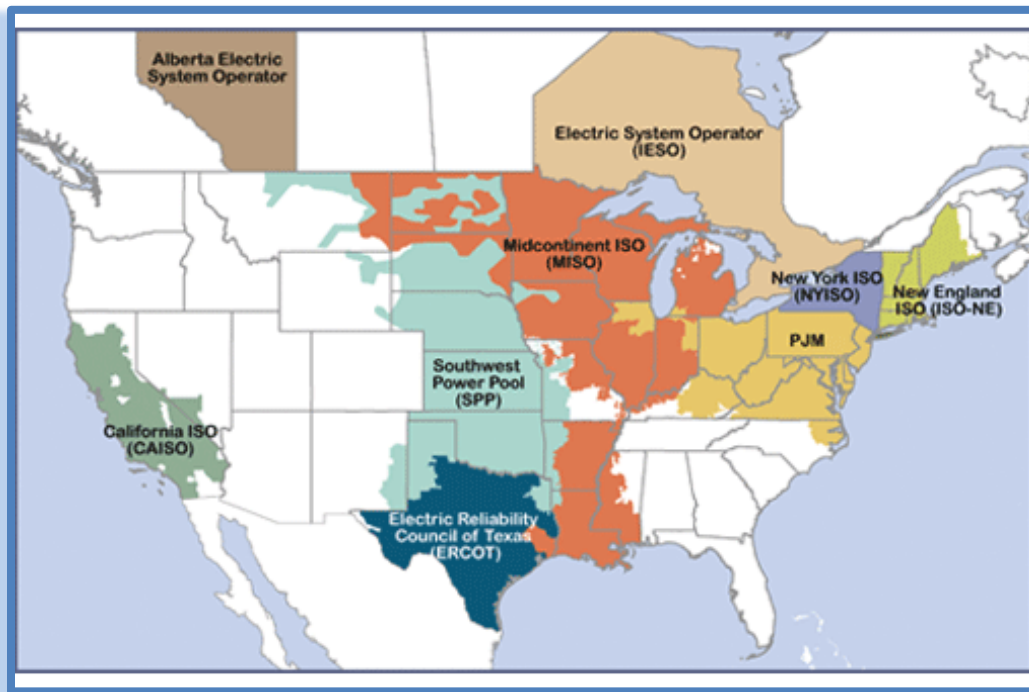 Alberta Electric
System Operator
Electric System Operator
(IESO)
Midcontinent ISO
(MISO)
New York ISO
(NYISO)
New England
ISO (ISO-NE)
PJM
Southwest
Power Pool
(SPP)
California ISO
(CAISO)
Electric Reliability
Council of Texas
(ERCOT)